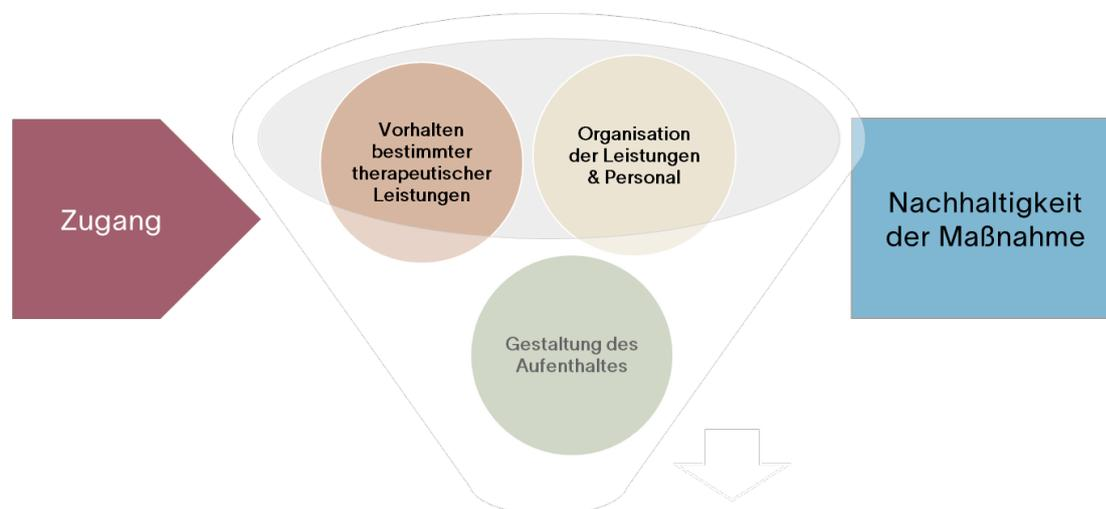 Zugang
Vorhalten
bestimmter
therapeutischer
Leistungen
Organisation
der Leistungen
& Personal
Gestaltung des
Aufenthaltes
Nachhaltigkeit
der Maßnahme